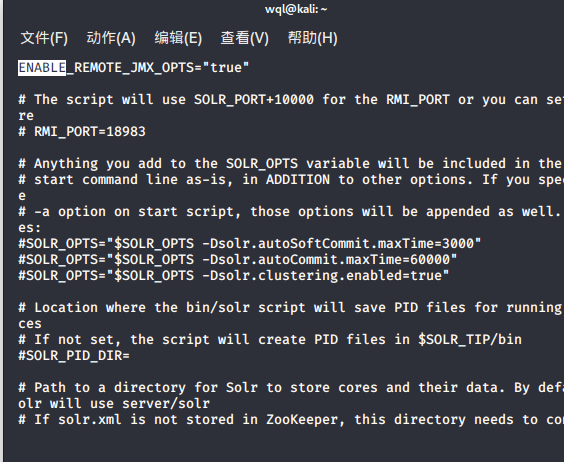 wql@kali: ~
文件(F) 动作(A) 编辑(E) 查看(V) 帮助(H)
ENABLE_REMOTE_JMX_OPTS="true"
# The script will use SOLR_PORT+10000 for the RMI_PORT or you can set
re
# RMI_PORT=18983
# Anything you add to the SOLR_OPTS variable will be included in the
# start command line as-is, in ADDITION to other options. If you spe
e
# -a option on start script, those options will be appended as well.
es:
#SOLR_OPTS="$SOLR_OPTS -Dsolr.autoSoftCommit.maxTime=3000"
#SOLR_OPTS="$SOLR_OPTS -Dsolr.autoCommit.maxTime=60000"
#SOLR_OPTS="$SOLR_OPTS -Dsolr.clustering.enabled=true"
# Location where the bin/solr script will save PID files for running
ces
# If not set, the script will create PID files in $SOLR_TIP/bin
#SOLR_PID_DIR=
# Path to a directory for Solr to store cores and their data. By defa
olr will use server/solr
# If solr.xml is not stored in ZooKeeper, this directory needs to co